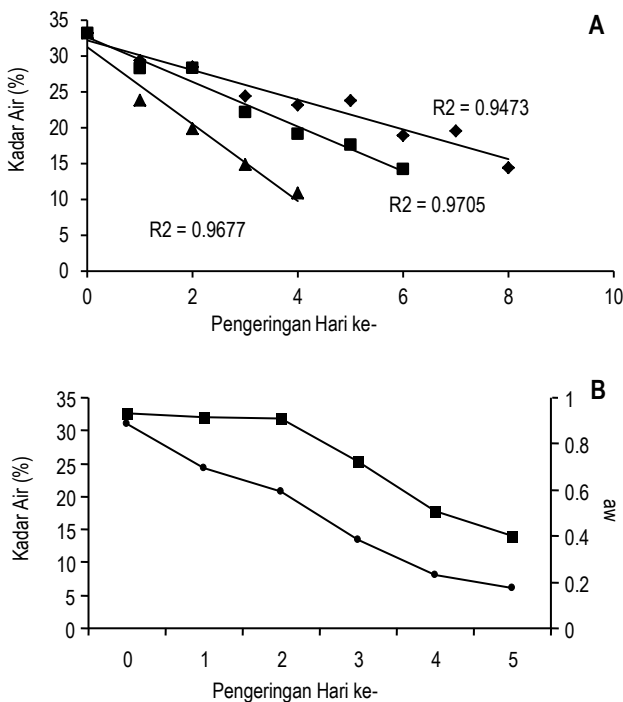 A
35
30
25
20
15
10
5
0
Kadar Air (%)
R2 = 0.9473
R2 = 0.9705
R2 = 0.9677
0 2 4 6 8 10
Pengeringan Hari ke-
B
35
30
25
20
15
10
5
0
Kadar Air (%)
1
0.8
0.6
0.4
0.2
0
aw
0 1 2 3 4 5
Pengeringan Hari ke-